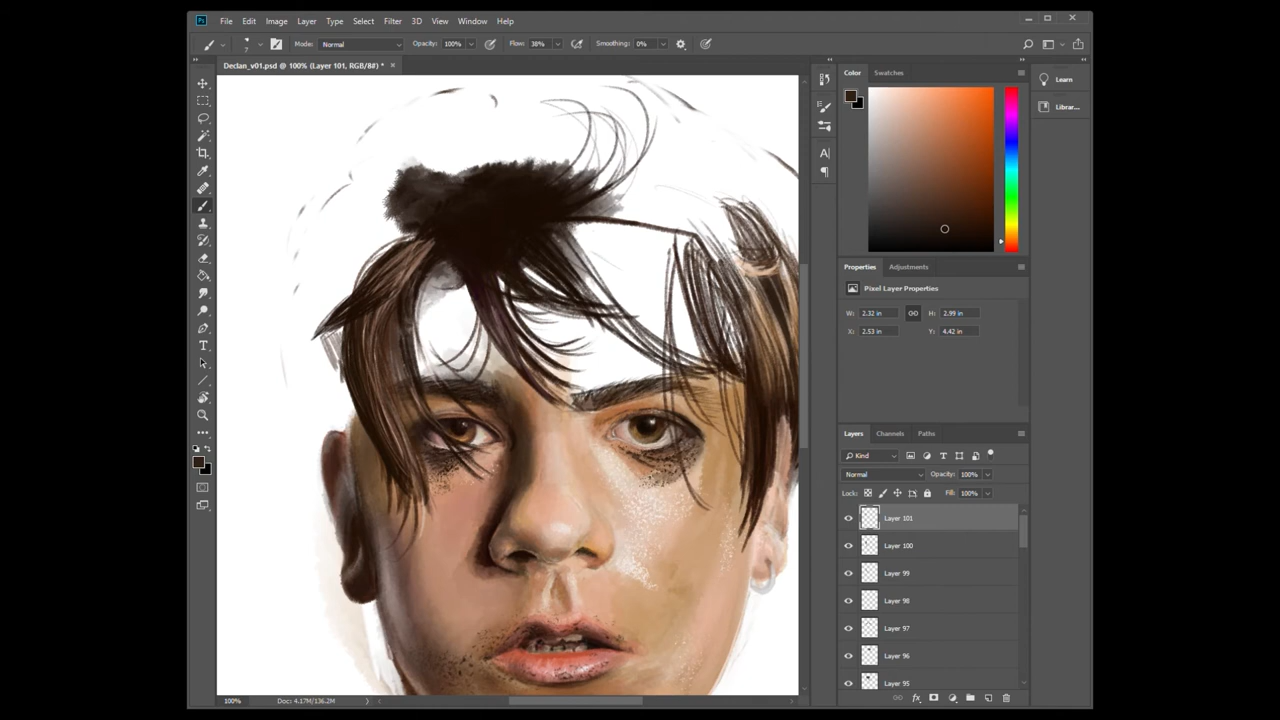 Ps File Edit Image Layer Type Select Filter 3D View Window Help
7 Mode: Normal Opacity: 100% Flow: 38% Smoothing: 0%
Declan_v01.psd @ 100% (Layer 101, RGB/8#) * ×
Color Swatches
Learn
Librar...
Properties Adjustments
Pixel Layer Properties
W: 2.32 in H: 2.99 in
X: 2.53 in Y: 4.42 in
Layers Channels Paths
Kind
Normal Opacity: 100%
Lock: Fill: 100%
Layer 101
Layer 100
Layer 99
Layer 98
Layer 97
Layer 96
Layer 95
100% Doc: 4.17M/136.2M
fx